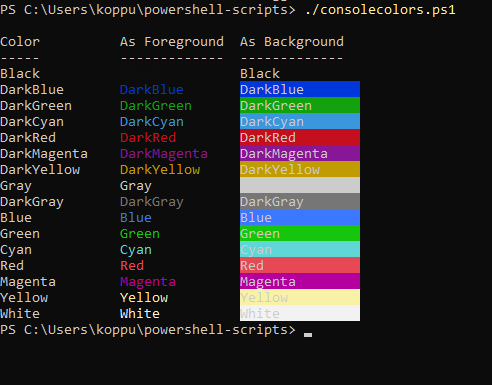 PS C:\Users\koppu\powershell-scripts> ./consolecolors.ps1
Color As Foreground As Background
----- ------------- -------------
Black Black
DarkBlue DarkBlue DarkBlue
DarkGreen DarkGreen DarkGreen
DarkCyan DarkCyan DarkCyan
DarkRed DarkRed DarkRed
DarkMagenta DarkMagenta DarkMagenta
DarkYellow DarkYellow DarkYellow
Gray Gray
DarkGray DarkGray DarkGray
Blue Blue Blue
Green Green Green
Cyan Cyan Cyan
Red Red Red
Magenta Magenta Magenta
Yellow Yellow Yellow
White White White
PS C:\Users\koppu\powershell-scripts>